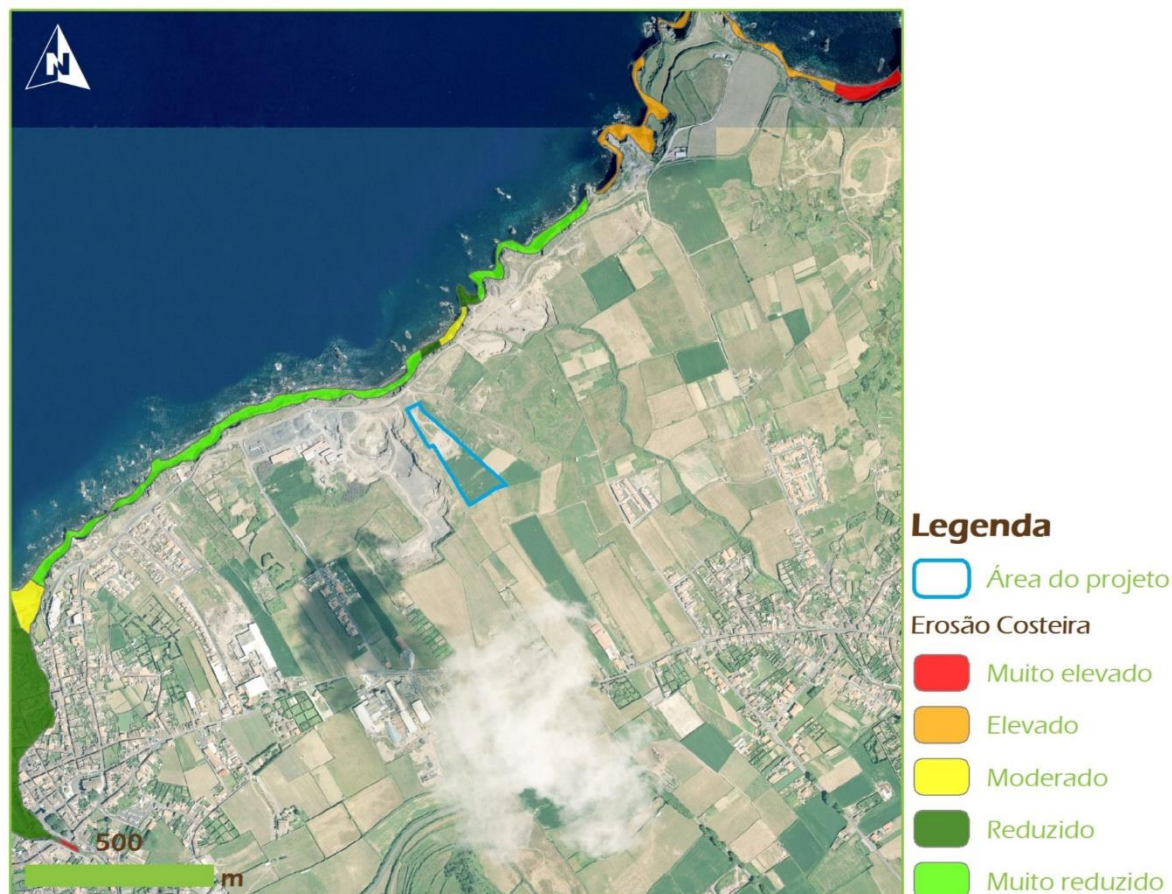 N
Legenda
Área do projeto
Erosão Costeira
Muito elevado
Elevado
Moderado
Reduzido
Muito reduzido
500
m